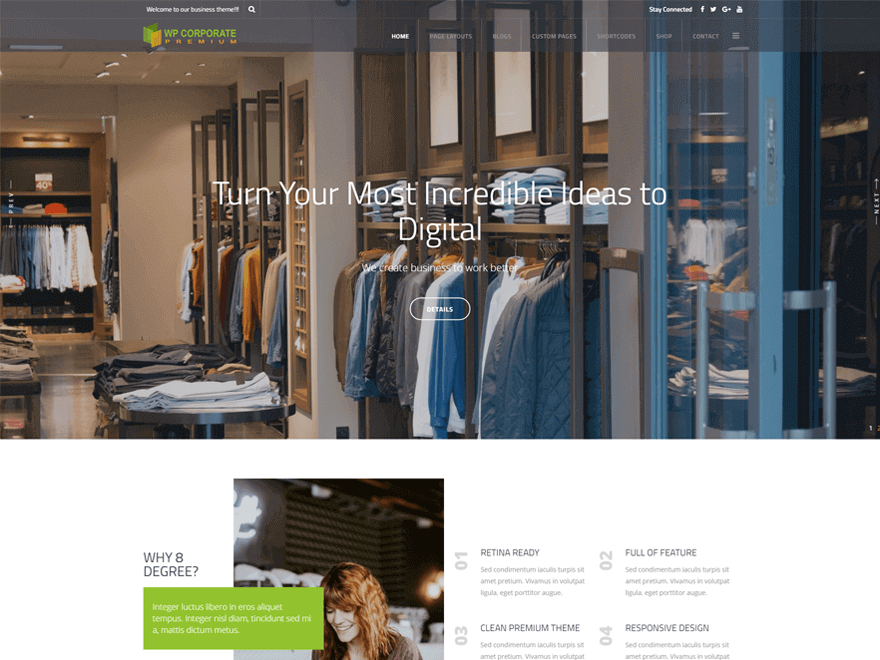 Welcome to our business theme!!!
Stay Connected
WP CORPORATE
PREMIUM
HOME
PAGE LAYOUTS
BLOGS
CUSTOM PAGES
SHORTCODES
SHOP
CONTACT
40%
Turn Your Most Incredible Ideas to
Digital
We create business to work better
DETAILS
PREV
NEXT
1
WHY 8
DEGREE?
Integer luctus libero in eros aliquet
tempus. Integer nisl diam, tincidunt sed mi
a, mattis dictum metus.
01
RETINA READY
Sed condimentum iaculis turpis sit
amet pretium. Vivamus in volutpat
ligula, eget porttitor augue.
02
FULL OF FEATURE
Sed condimentum iaculis turpis sit
amet pretium. Vivamus in volutpat
ligula, eget porttitor augue.
03
CLEAN PREMIUM THEME
Sed condimentum iaculis turpis sit
amet pretium. Vivamus in volutpat
04
RESPONSIVE DESIGN
Sed condimentum iaculis turpis sit
amet pretium. Vivamus in volutpat